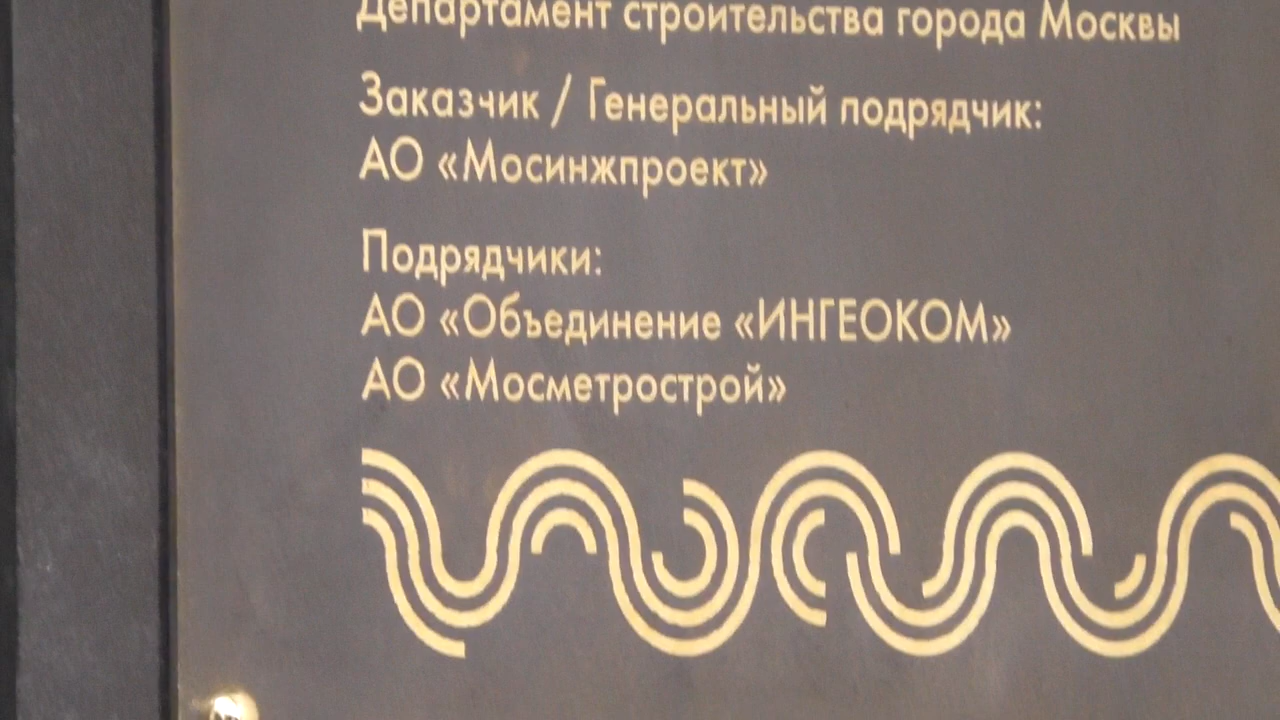 Департамент строительства города Москвы
Заказчик / Генеральный подрядчик:
АО «Мосинжпроект»
Подрядчики:
АО «Объединение «ИНГЕОКОМ»
АО «Мосметрострой»